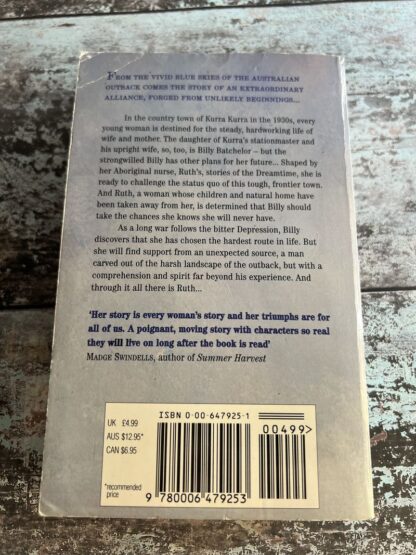 FROM THE VIVID BLUE SKIES OF THE AUSTRALIAN
OUTBACK COMES THE STORY OF AN EXTRAORDINARY
ALLIANCE, FORGED FROM UNLIKELY BEGINNINGS...
In the country town of Kurra Kurra in the 1930s, every
young woman is destined for the steady, hardworking life of
wife and mother. The daughter of Kurra's stationmaster and
his upright wife, so, too, is Billy Batchelor – but the
strongwilled Billy has other plans for her future... Shaped by
her Aboriginal nurse, Ruth's, stories of the Dreamtime, she is
ready to challenge the status quo of this tough, frontier town.
And Ruth, a woman whose children and natural home have
been taken away from her, is determined that Billy should
take the chances she knows she will never have.
As a long war follows the bitter Depression, Billy
discovers that she has chosen the hardest route in life. But
she will find support from an unexpected source, a man
carved out of the harsh landscape of the outback, but with a
comprehension and spirit far beyond his experience. And
through it all there is Ruth...
'Her story is every woman's story and her triumphs are for
all of us. A poignant, moving story with characters so real
they will live on long after the book is read'
MADGE SWINDELLS, author of Summer Harvest
UK £4.99
AUS $12.95*
CAN $6.95
*recommended
price
ISBN 0-00-647925-1
00499>
9 780006 479253